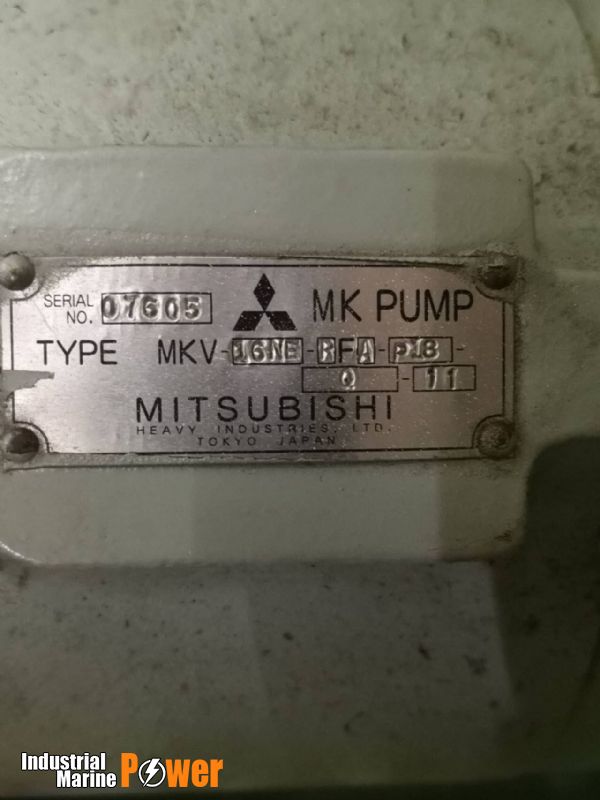 SERIAL NO. 07605 MK PUMP
TYPE MKV-16NE-RFA-P18-
Q-11
MITSUBISHI
HEAVY INDUSTRIES, LTD.
TOKYO JAPAN
Industrial
Marine Power